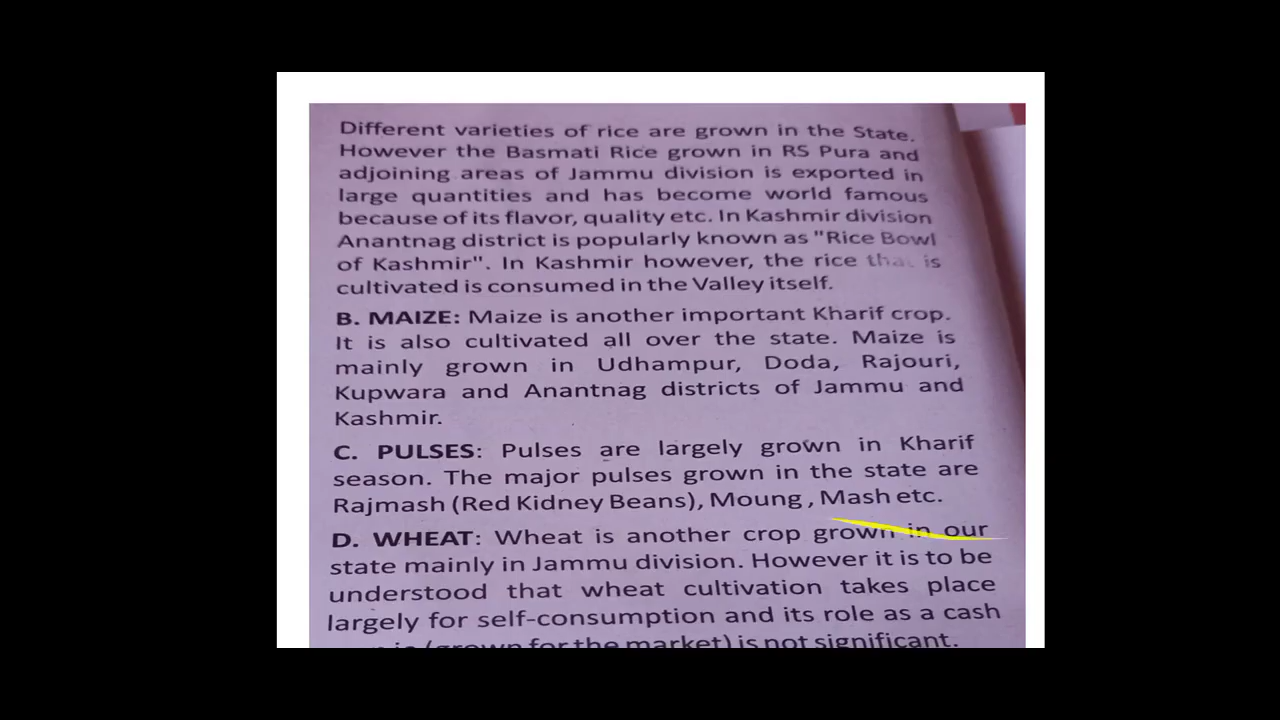 Different varieties of rice are grown in the State.
However the Basmati Rice grown in RS Pura and
adjoining areas of Jammu division is exported in
large quantities and has become world famous
because of its flavor, quality etc. In Kashmir division
Anantnag district is popularly known as "Rice Bowl
of Kashmir". In Kashmir however, the rice that is
cultivated is consumed in the Valley itself.
B. MAIZE: Maize is another important Kharif crop.
It is also cultivated all over the state. Maize is
mainly grown in Udhampur, Doda, Rajouri,
Kupwara and Anantnag districts of Jammu and
Kashmir.
C. PULSES: Pulses are largely grown in Kharif
season. The major pulses grown in the state are
Rajmash (Red Kidney Beans), Moung , Mash etc.
D. WHEAT: Wheat is another crop grown in our
state mainly in Jammu division. However it is to be
understood that wheat cultivation takes place
largely for self-consumption and its role as a cash
is (grown for the market) is not significant.